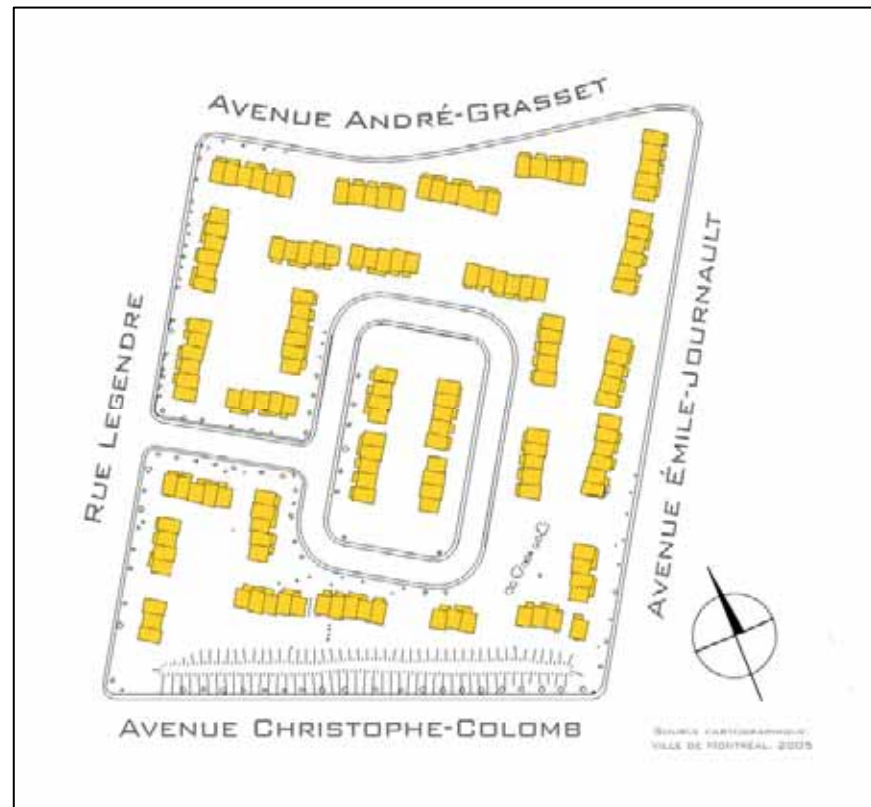 AVENUE ANDRÉ-GRASSET
RUE LEGENDRE
AVENUE ÉMILE-JOURNAULT
AVENUE CHRISTOPHE-COLOMB
SOURCE CARTOGRAPHIQUE:
VILLE DE MONTRÉAL, 2005